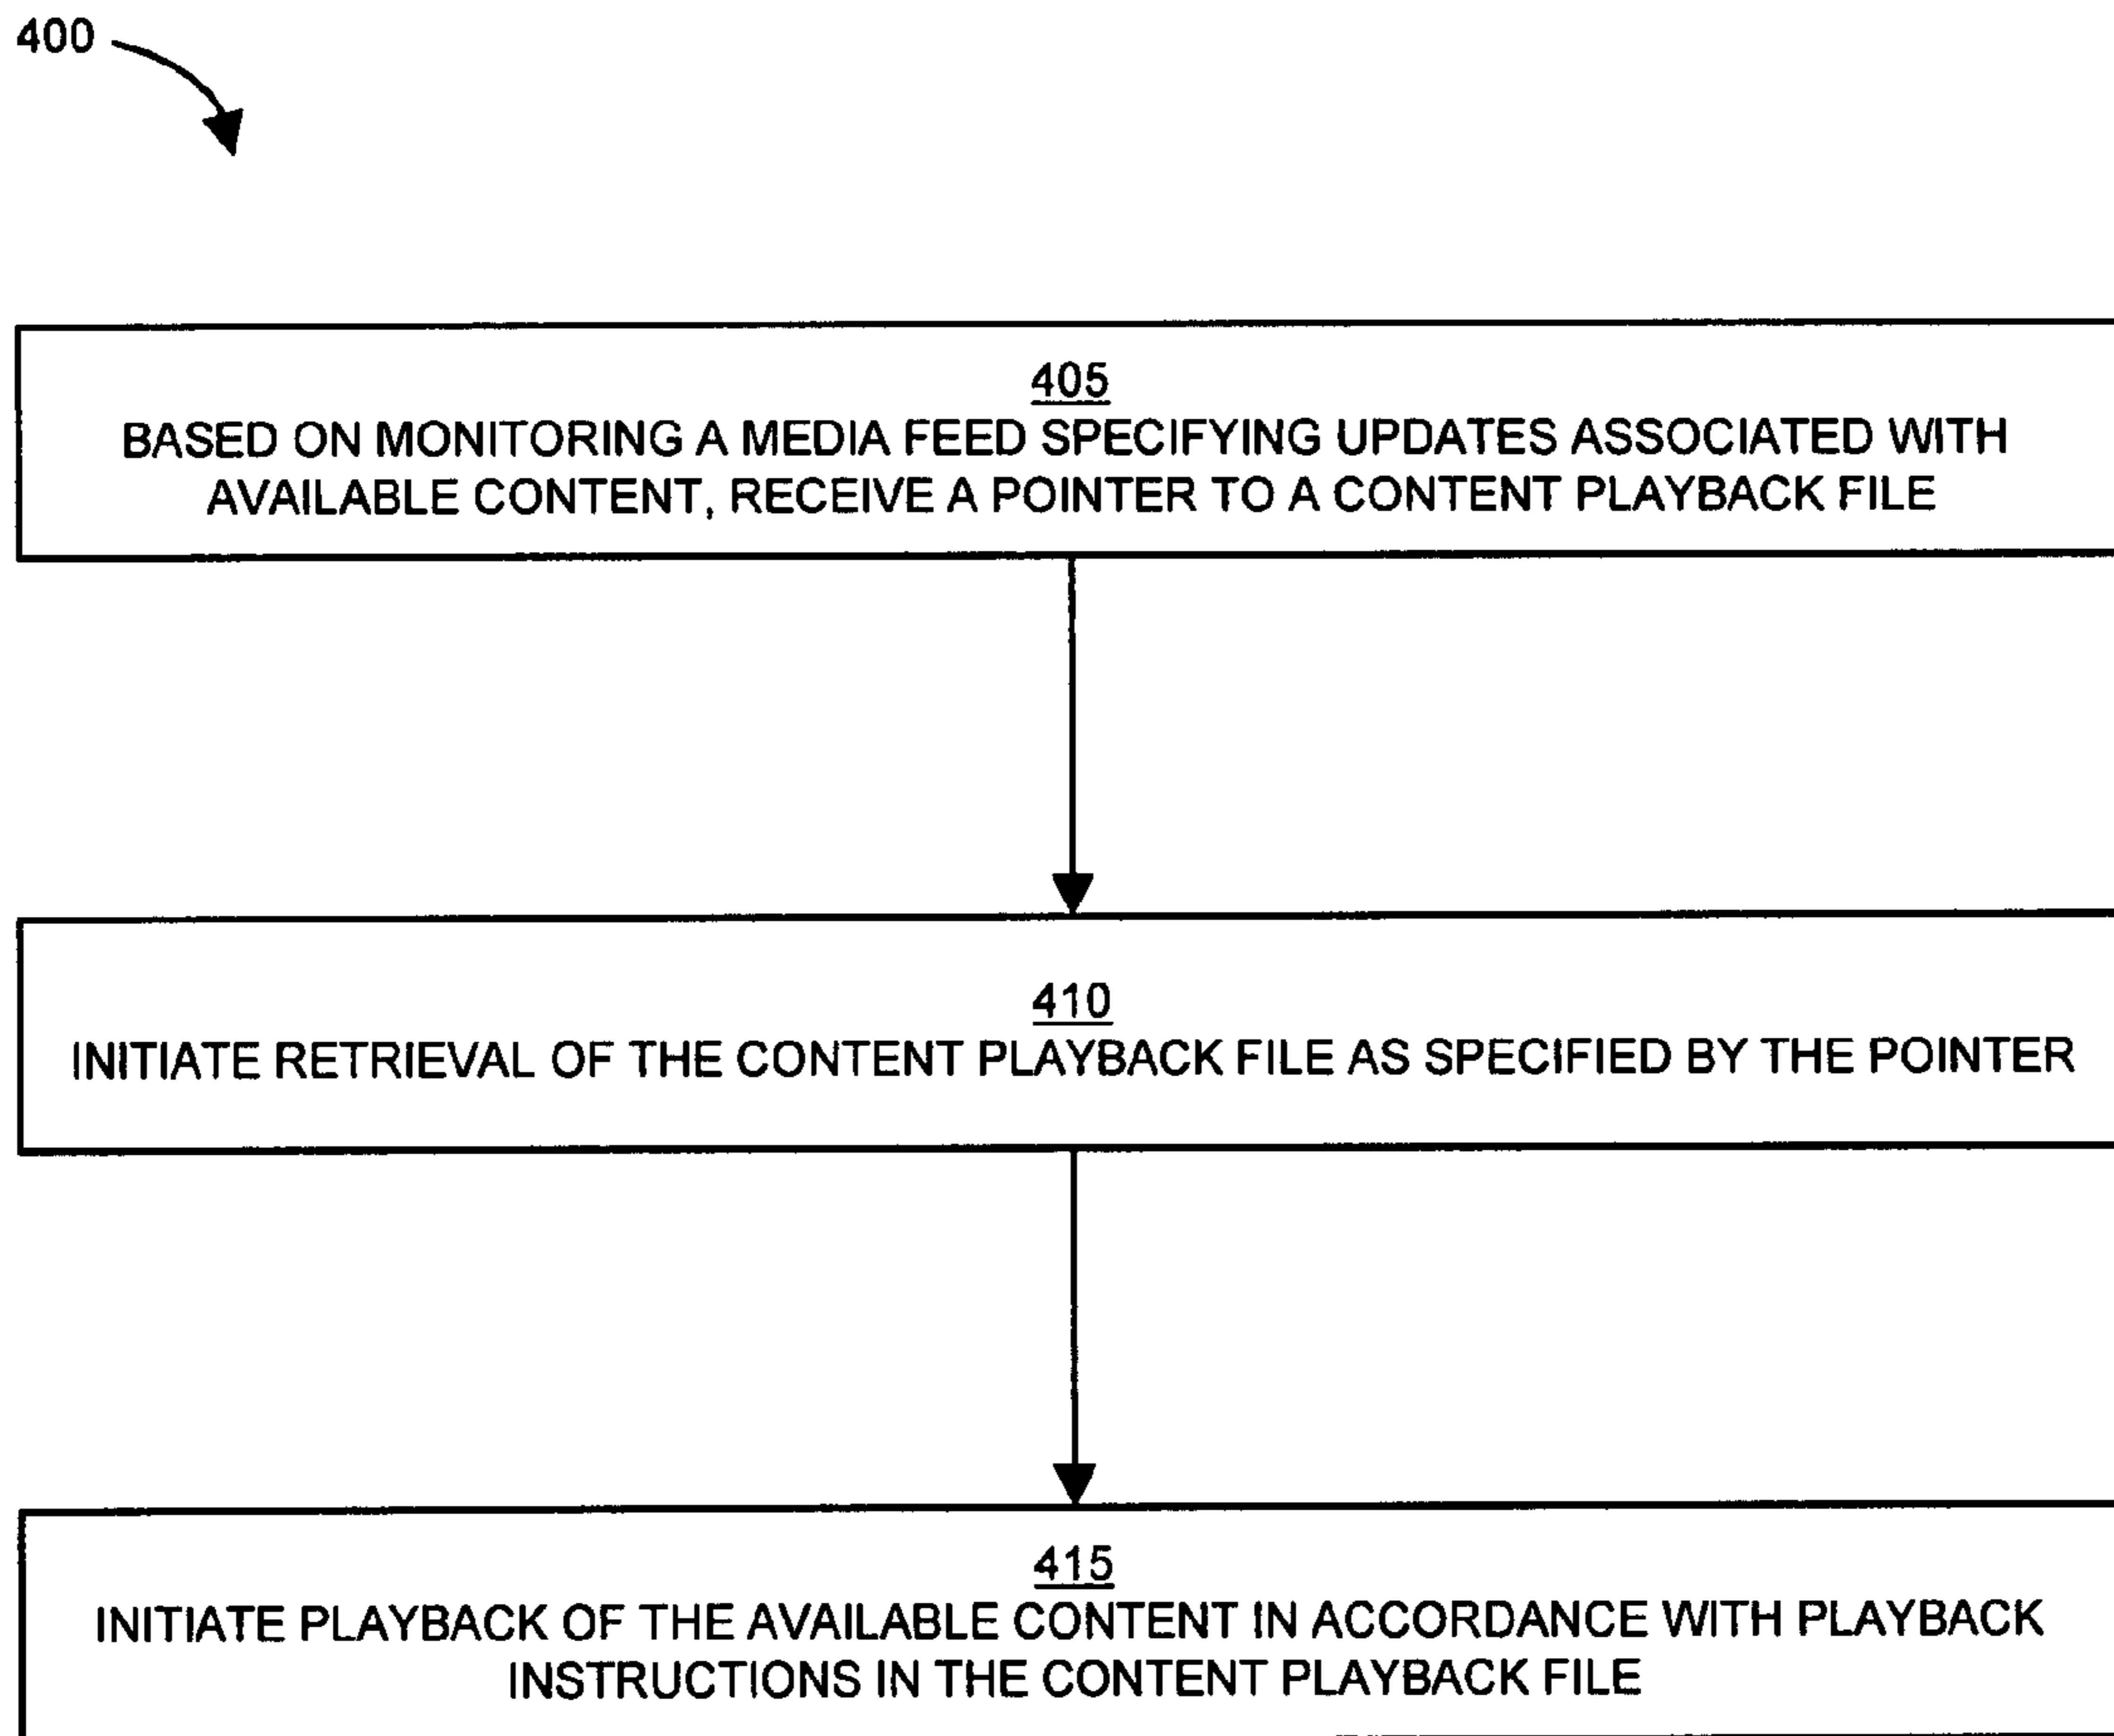 400
405
BASED ON MONITORING A MEDIA FEED SPECIFYING UPDATES ASSOCIATED WITH
AVAILABLE CONTENT, RECEIVE A POINTER TO A CONTENT PLAYBACK FILE
410
INITIATE RETRIEVAL OF THE CONTENT PLAYBACK FILE AS SPECIFIED BY THE POINTER
415
INITIATE PLAYBACK OF THE AVAILABLE CONTENT IN ACCORDANCE WITH PLAYBACK
INSTRUCTIONS IN THE CONTENT PLAYBACK FILE